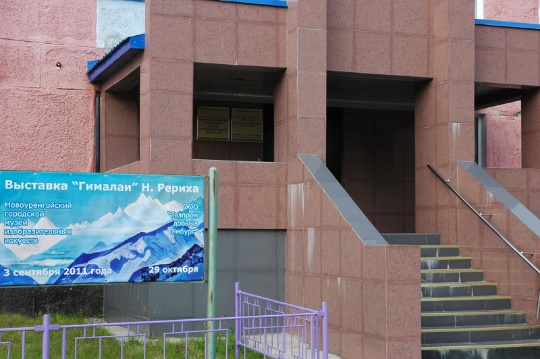 Выставка "Гималаи" Н. Рериха
Новоуренгойский
городской
музей
изобразительных
искусств
ООО
"Газпром
добыча
Ямбург"
3 сентября 2011 года
29 октября